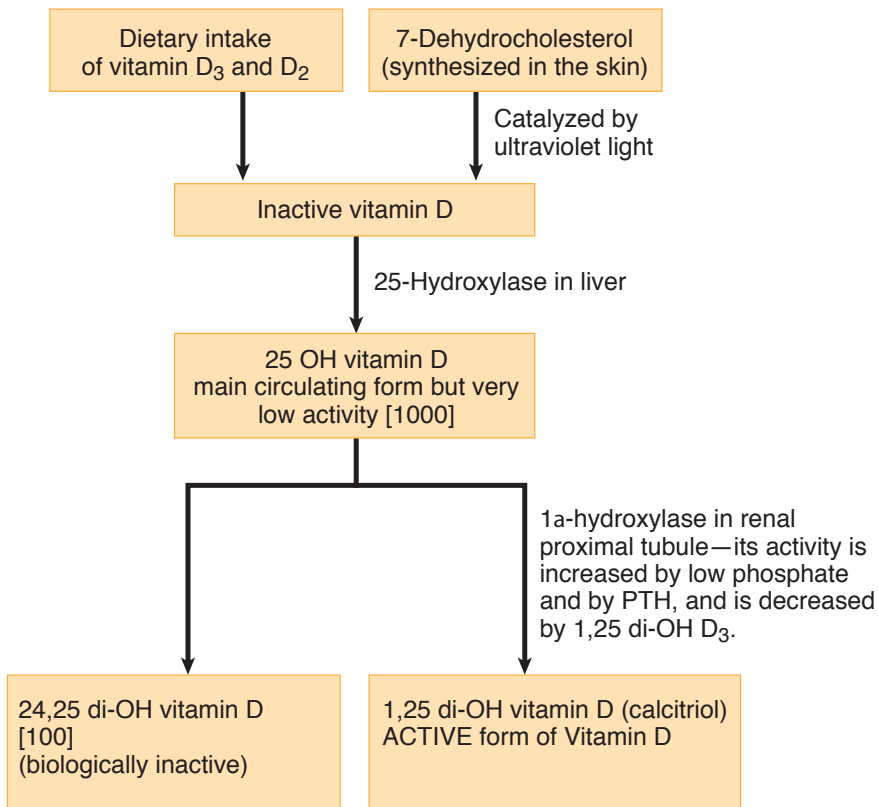 Dietary intake
of vitamin D₃ and D₂
7-Dehydrocholesterol
(synthesized in the skin)
Catalyzed by
ultraviolet light
Inactive vitamin D
25-Hydroxylase in liver
25 OH vitamin D
main circulating form but very
low activity [1000]
1a-hydroxylase in renal
proximal tubule—its activity is
increased by low phosphate
and by PTH, and is decreased
by 1,25 di-OH D₃.
24,25 di-OH vitamin D
[100]
(biologically inactive)
1,25 di-OH vitamin D (calcitriol)
ACTIVE form of Vitamin D